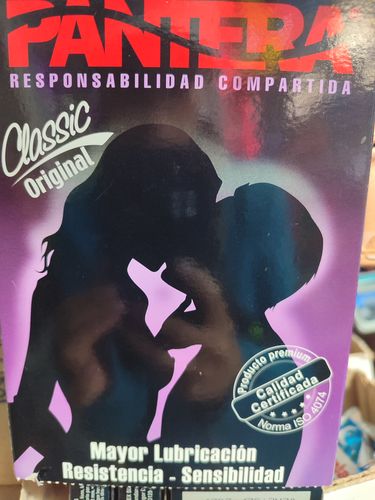 PANTERA
RESPONSABILIDAD COMPARTIDA
Classic
Original
Producto premium
Calidad
Certificada
Norma ISO 4074
Mayor Lubricación
Resistencia - Sensibilidad